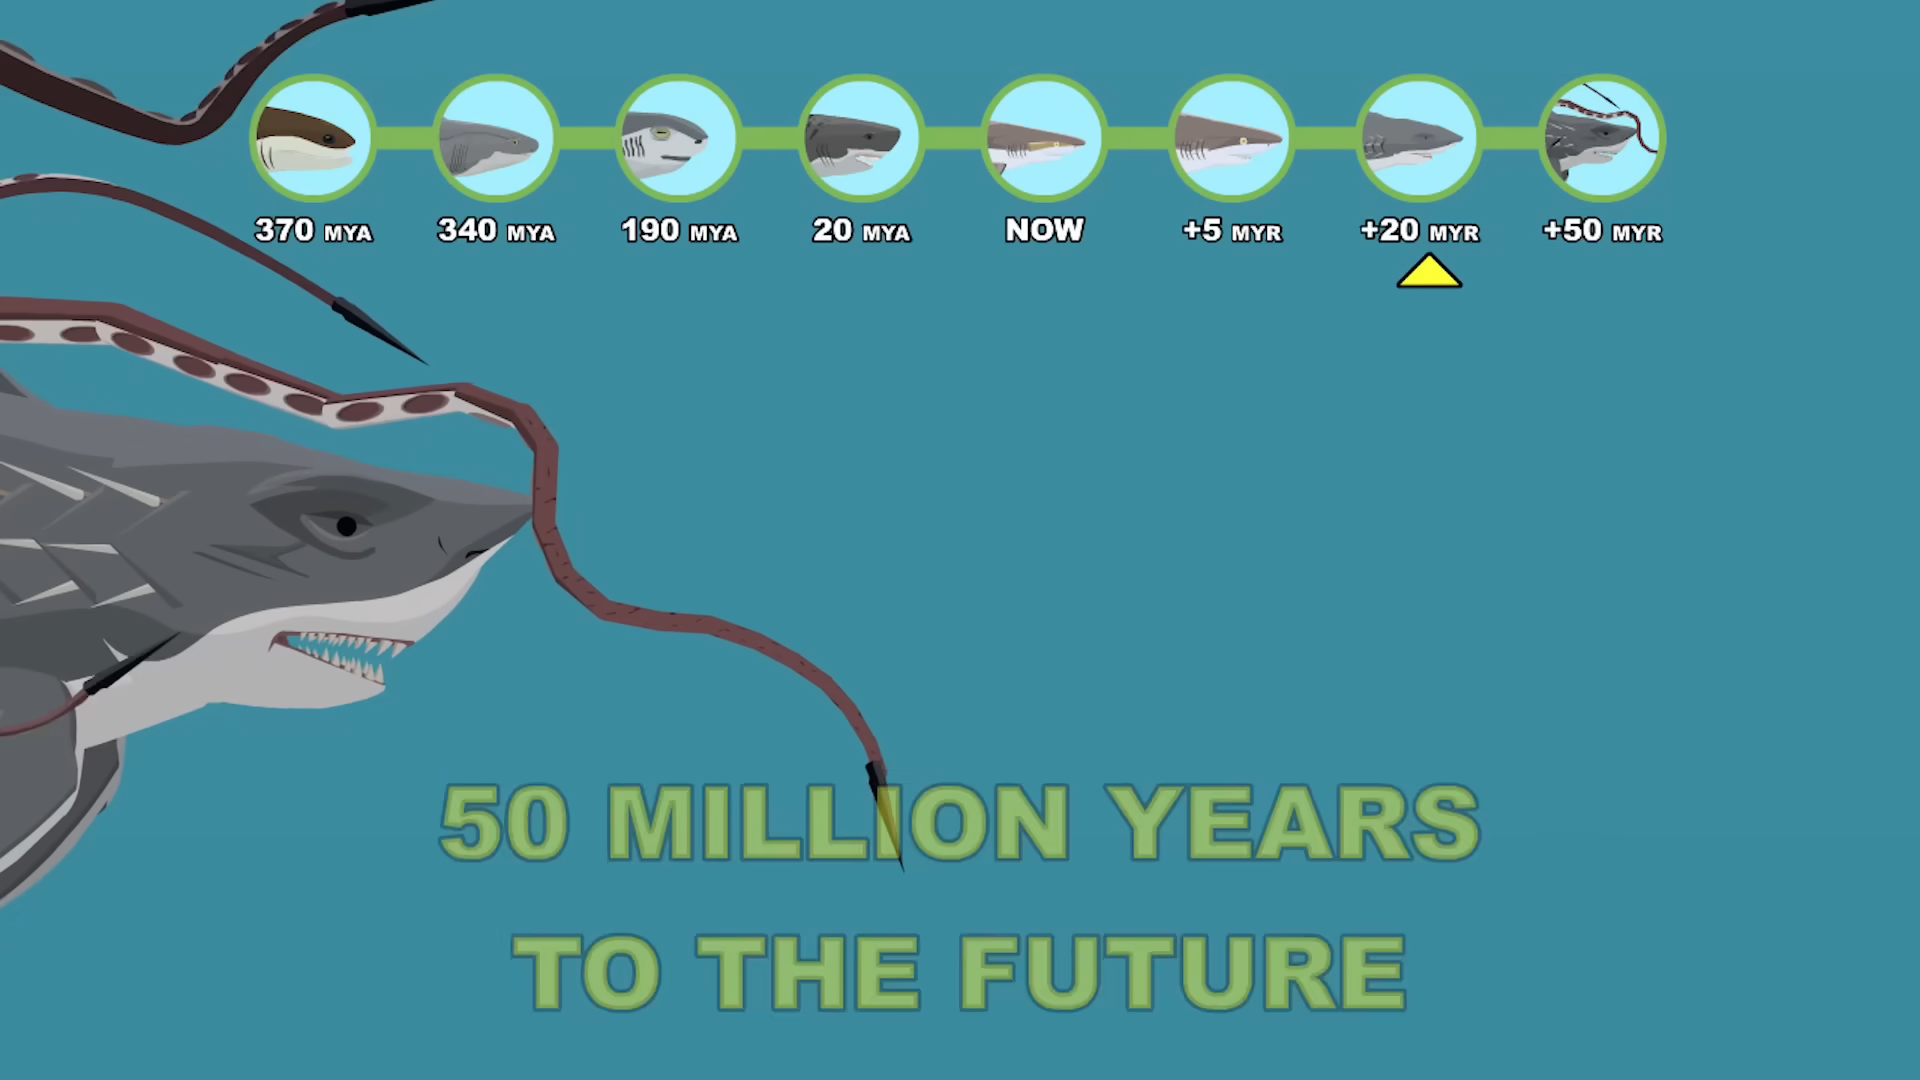 370 MYA 340 MYA 190 MYA 20 MYA NOW +5 MYR +20 MYR +50 MYR
50 MILLION YEARS
TO THE FUTURE